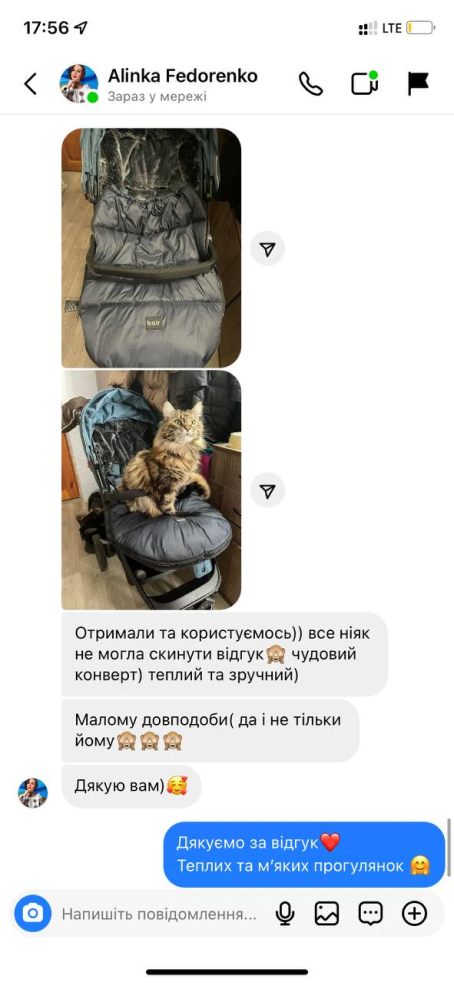 17:56
LTE
Alinka Fedorenko
Зараз у мережі
Отримали та користуємось)) все ніяк
не могла скинути відгук🙈 чудовий
конверт) теплий та зручний)
Малому довподоби( да і не тільки
йому🙈🙈🙈
Дякую вам)🥰
Дякуємо за відгук❤️
Теплих та м’яких прогулянок 🤗
Напишіть повідомлення...